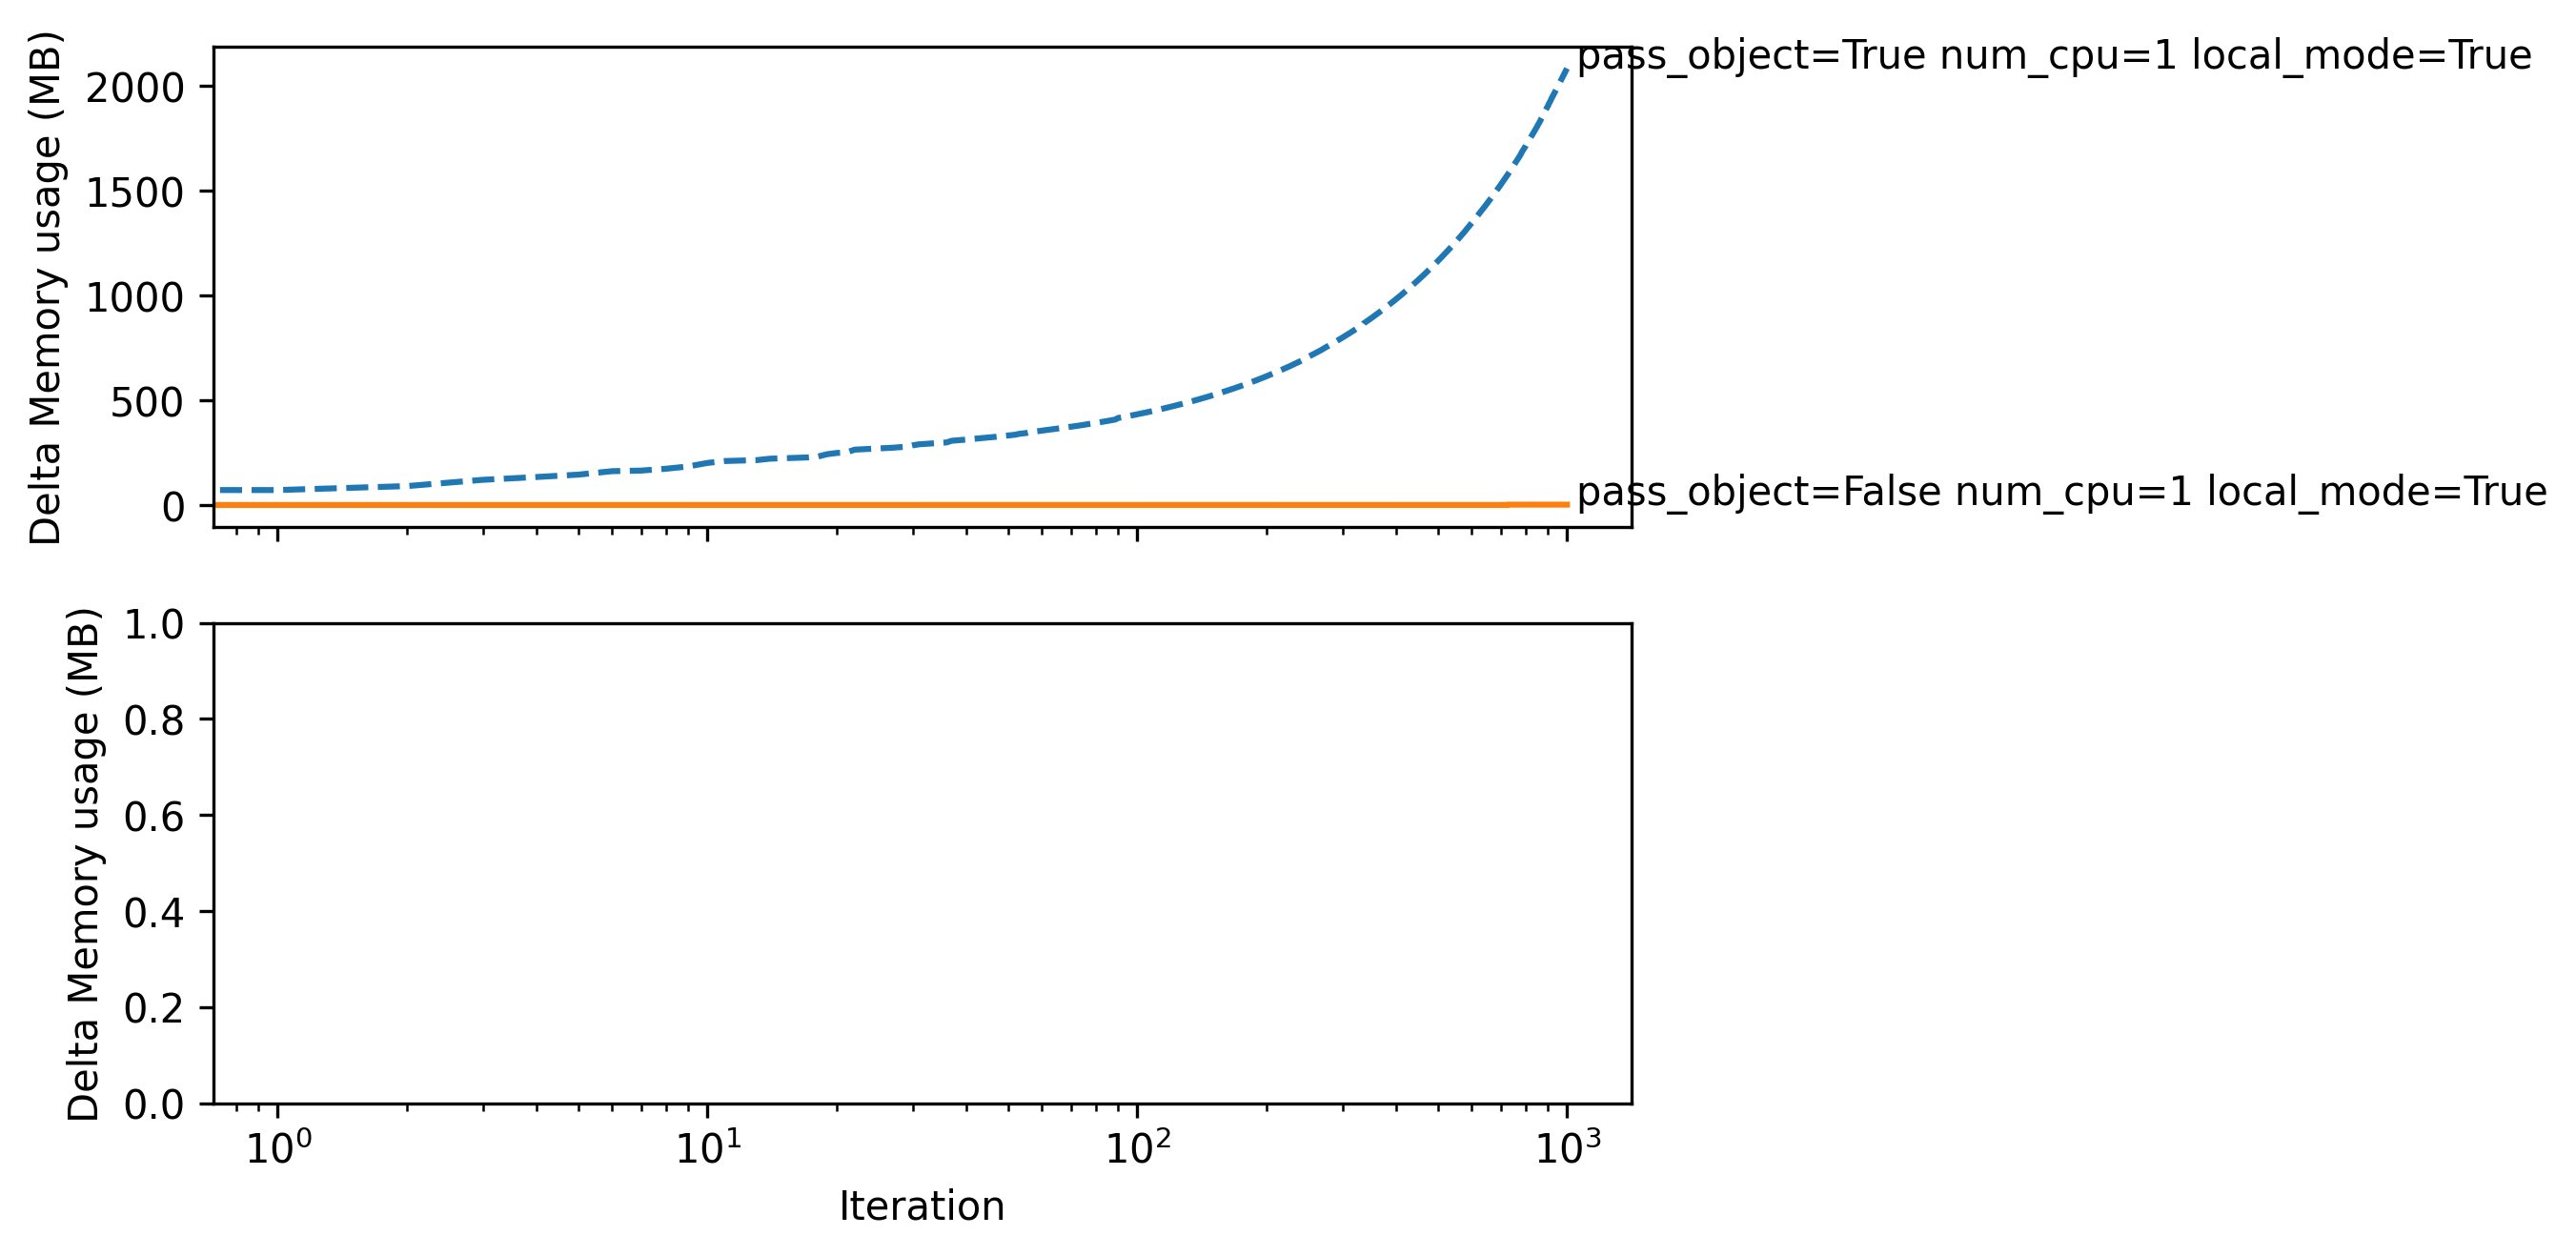 Delta Memory usage (MB)
2000
1500
1000
500
0
pass_object=True num_cpu=1 local_mode=True
pass_object=False num_cpu=1 local_mode=True
Delta Memory usage (MB)
1.0
0.8
0.6
0.4
0.2
0.0
10⁰ 10¹ 10² 10³
Iteration